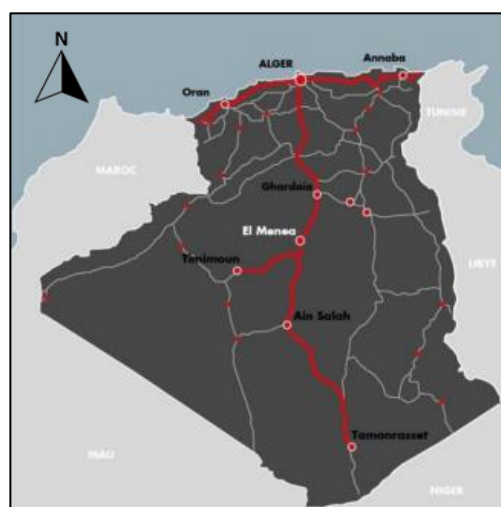 N
Annaba
ALGER
Oran
TUNISIE
MAROC
Ghardaia
El Menea
LIBYE
Timimoun
Ain Salah
Tamanrasset
MALI
NIGER